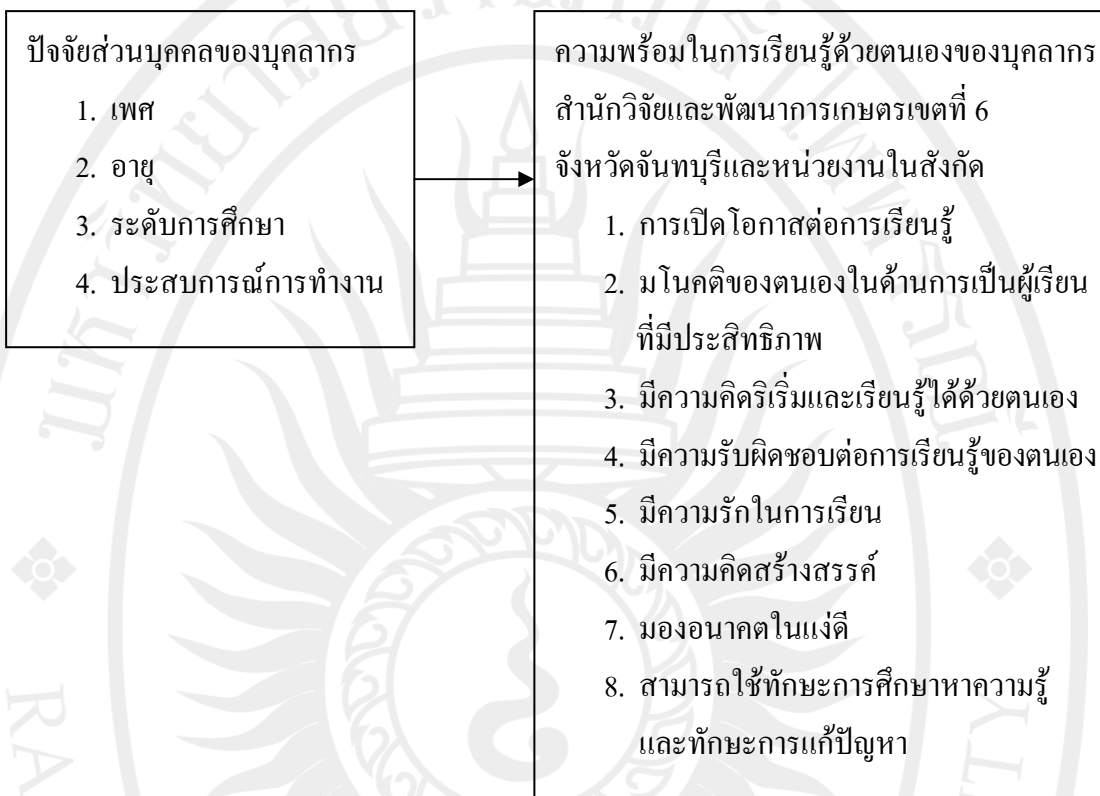 ปัจจัยส่วนบุคคลของบุคลากร
1. เพศ
2. อายุ
3. ระดับการศึกษา
4. ประสบการณ์การทำงาน
ความพร้อมในการเรียนรู้ด้วยตนเองของบุคลากร
สำนักวิจัยและพัฒนาการเกษตรเขตที่ 6
จังหวัดจันทบุรีและหน่วยงานในสังกัด
1. การเปิดโอกาสต่อการเรียนรู้
2. มโนคติของตนเองในด้านการเป็นผู้เรียน
ที่มีประสิทธิภาพ
3. มีความคิดริเริ่มและเรียนรู้ได้ด้วยตนเอง
4. มีความรับผิดชอบต่อการเรียนรู้ของตนเอง
5. มีความรักในการเรียน
6. มีความคิดสร้างสรรค์
7. มองอนาคตในแง่ดี
8. สามารถใช้ทักษะการศึกษาหาความรู้
และทักษะการแก้ปัญหา